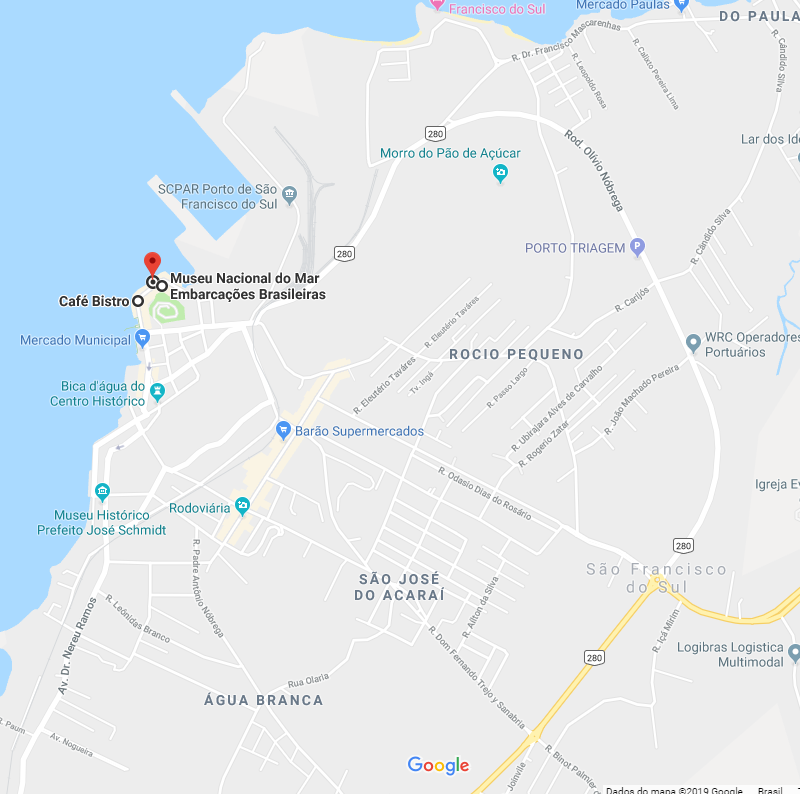 Francisco do Sul
Mercado Paulas
DO PAULA
R. Dr. Francisco Mascarenhas
R. Leopoldo Rosa
R. Calixto Pereira Lima
R. Cândido Silva
280
Morro do Pão de Açúcar
Rod. Olívio Nóbrega
Lar dos Ido
SCPAR Porto de São
Francisco do Sul
R. Cândido Silva
PORTO TRIAGEM
P
280
Museu Nacional do Mar
Embarcações Brasileiras
Café Bistro
R. Carijós
R. Eleutério Taváres
Mercado Municipal
WRC Operadores
Portuários
ROCIO PEQUENO
R. Eleutério Taváres
Tv. Ingá
R. Passo Largo
R. Ubirajara Alves de Carvalho
R. João Machado Pereira
Bica d'água do
Centro Histórico
R. Rogerio Zatar
Barão Supermercados
R. Odasio Dias do Rosário
Igreja Ev
Museu Histórico
Prefeito José Schmidt
Rodoviária
280
São Francisco
do Sul
SÃO JOSÉ
DO ACARAÍ
R. Padre Antônio Nóbrega
R. Ailton da Silva
R. Leônidas Branco
Av. Dr. Nereu Ramos
R. Içá Mirim
R. Dom Fernando Trejo y Sanabria
Logibras Logistica
Multimodal
280
Rua Olaria
ÁGUA BRANCA
R. Paum
Av. Nogueira
R. Binot Palmier
Joinvile
Google
Dados do mapa ©2019 Google
Brasil